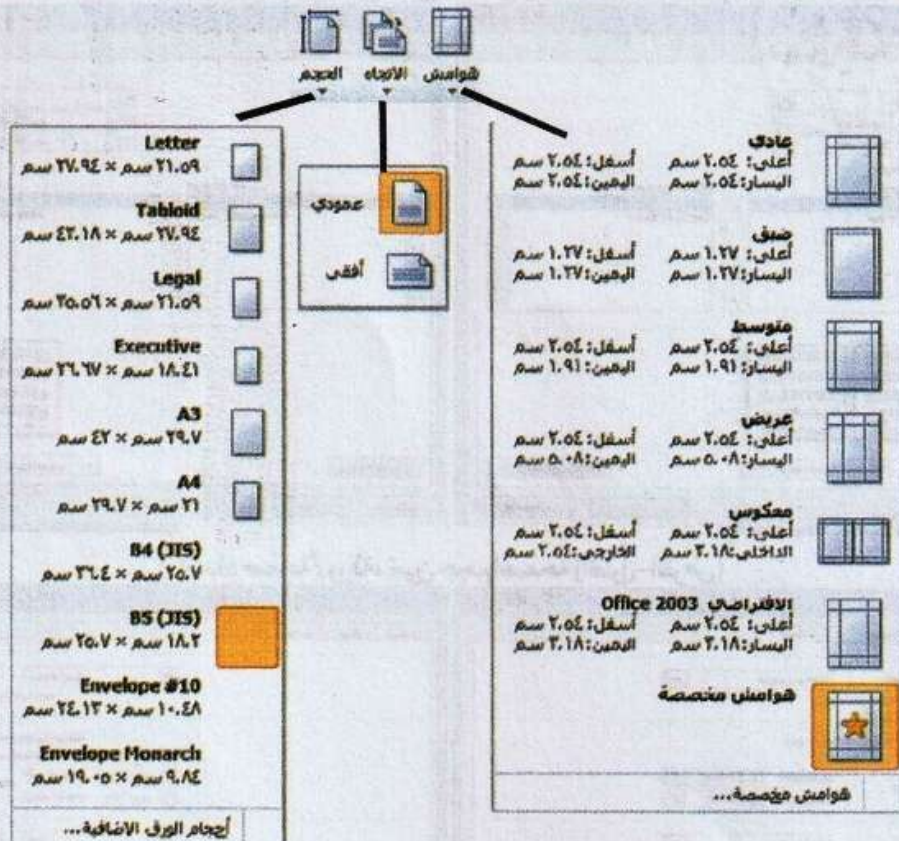 هوامش الاتجاه الحجم
عادي
أعلى: ٢.٥٤ سم أسفل: ٢.٥٤ سم
اليسار: ٢.٥٤ سم اليمين: ٢.٥٤ سم
ضيق
أعلى: ١.٢٧ سم أسفل: ١.٢٧ سم
اليسار: ١.٢٧ سم اليمين: ١.٢٧ سم
متوسط
أعلى: ٢.٥٤ سم أسفل: ٢.٥٤ سم
اليسار: ١.٩١ سم اليمين: ١.٩١ سم
عريض
أعلى: ٢.٥٤ سم أسفل: ٢.٥٤ سم
اليسار: ٥.٠٨ سم اليمين: ٥.٠٨ سم
معكوس
أعلى: ٢.٥٤ سم أسفل: ٢.٥٤ سم
الداخلي: ٣.١٨ سم الخارجي: ٢.٥٤ سم
الافتراضي Office 2003
أعلى: ٢.٥٤ سم أسفل: ٢.٥٤ سم
اليسار: ٣.١٨ سم اليمين: ٣.١٨ سم
هوامش مخصصة
هوامش مخصصة...
عمودي
أفقي
Letter
٢١.٥٩ سم × ٢٧.٩٤ سم
Tabloid
٢٧.٩٤ سم × ٤٣.١٨ سم
Legal
٢١.٥٩ سم × ٣٥.٥٦ سم
Executive
١٨.٤١ سم × ٢٦.٦٧ سم
A3
٢٩.٧ سم × ٤٢ سم
A4
٢١ سم × ٢٩.٧ سم
B4 (JIS)
٢٥.٧ سم × ٣٦.٤ سم
B5 (JIS)
١٨.٢ سم × ٢٥.٧ سم
Envelope #10
١٠.٤٨ سم × ٢٤.١٣ سم
Envelope Monarch
٩.٨٤ سم × ١٩.٠٥ سم
أحجام الورق الاضافية...